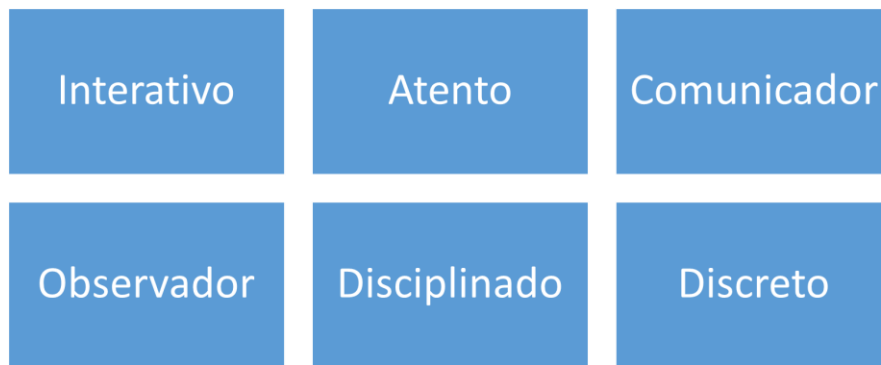 Interativo
Atento
Comunicador
Observador
Disciplinado
Discreto